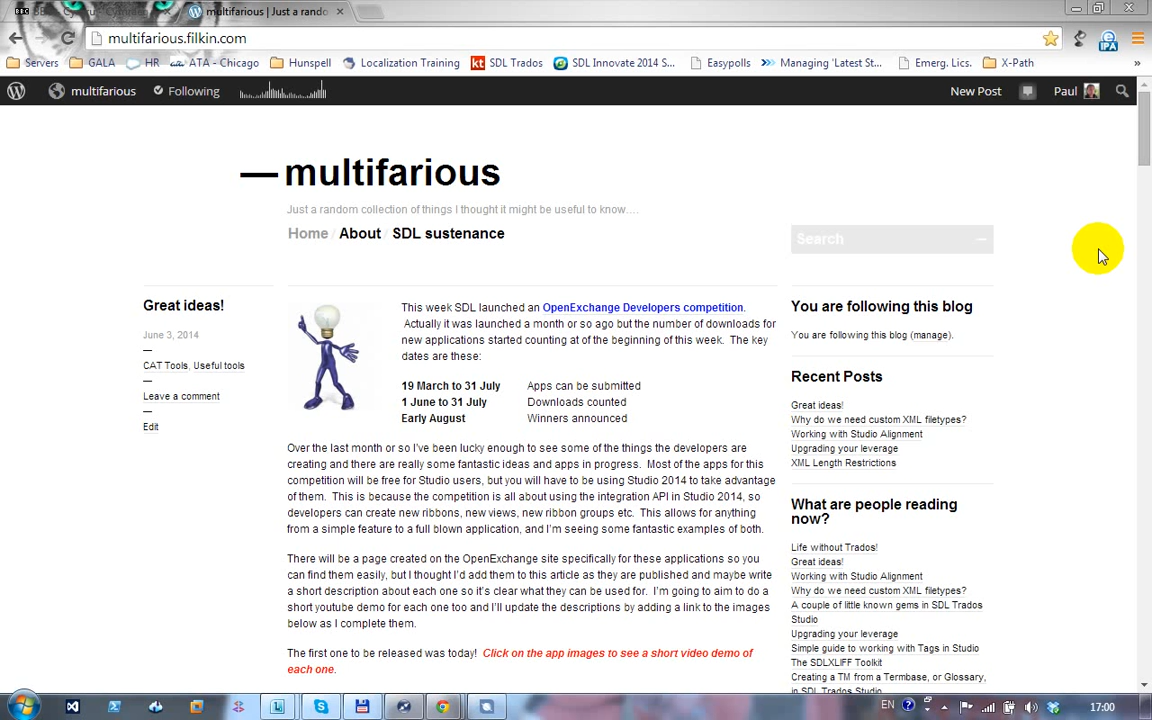 multifarious | Just a rando
multifarious.filkin.com
Servers GALA HR ATA - Chicago Hunspell Localization Training kt SDL Trados SDL Innovate 2014 S... Easypolls Managing 'Latest St... Emerg. Lics. X-Path »
IPA
multifarious Following New Post Paul
— multifarious
Just a random collection of things I thought it might be useful to know….
Home / About / SDL sustenance
Search
Great ideas!
June 3, 2014
—
CAT Tools, Useful tools
—
Leave a comment
—
Edit
This week SDL launched an OpenExchange Developers competition.
Actually it was launched a month or so ago but the number of downloads for
new applications started counting at of the beginning of this week. The key
dates are these:
19 March to 31 July Apps can be submitted
1 June to 31 July Downloads counted
Early August Winners announced
Over the last month or so I've been lucky enough to see some of the things the developers are
creating and there are really some fantastic ideas and apps in progress. Most of the apps for this
competition will be free for Studio users, but you will have to be using Studio 2014 to take advantage
of them. This is because the competition is all about using the integration API in Studio 2014, so
developers can create new ribbons, new views, new ribbon groups etc. This allows for anything
from a simple feature to a full blown application, and I'm seeing some fantastic examples of both.
There will be a page created on the OpenExchange site specifically for these applications so you
can find them easily, but I thought I'd add them to this article as they are published and maybe write
a short description about each one so it's clear what they can be used for. I'm going to aim to do a
short youtube demo for each one too and I'll update the descriptions by adding a link to the images
below as I complete them.
The first one to be released was today! Click on the app images to see a short video demo of
each one.
You are following this blog
You are following this blog (manage).
Recent Posts
Great ideas!
Why do we need custom XML filetypes?
Working with Studio Alignment
Upgrading your leverage
XML Length Restrictions
What are people reading
now?
Life without Trados!
Great ideas!
Working with Studio Alignment
Why do we need custom XML filetypes?
A couple of little known gems in SDL Trados
Studio
Upgrading your leverage
Simple guide to working with Tags in Studio
The SDLXLIFF Toolkit
Creating a TM from a Termbase, or Glossary,
in SDL Trados Studio
EN 17:00